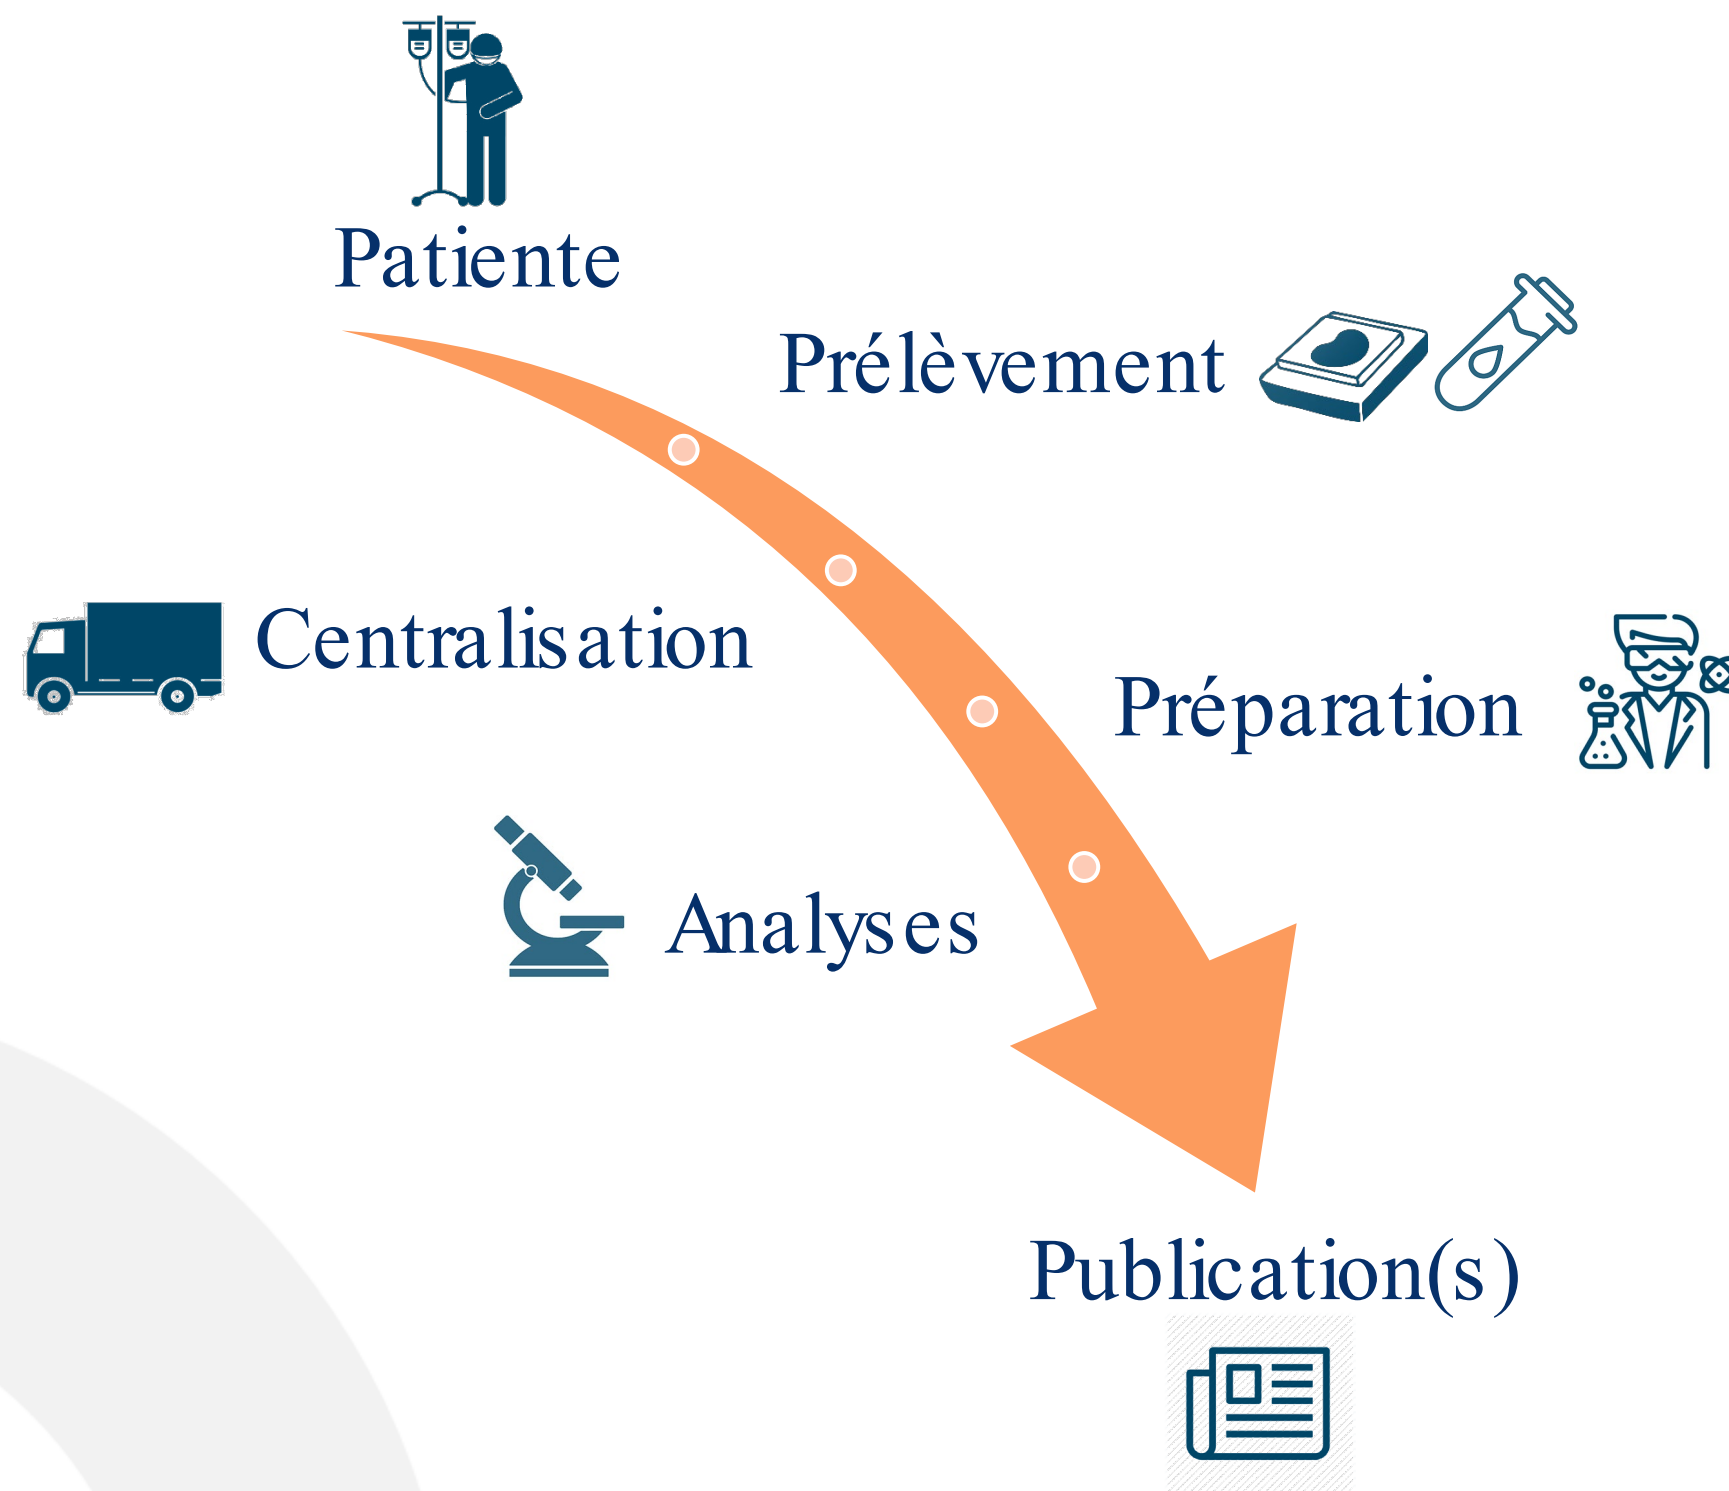 Patiente
Prélèvement
Centralisation
Préparation
Analyses
Publication(s)